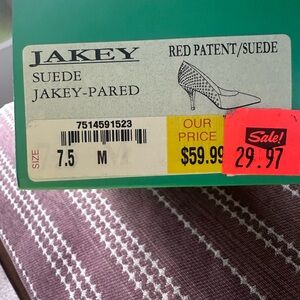 JAKEY
RED PATENT/SUEDE
SUEDE
JAKEY-PARED
7514591523
SIZE
7.5 M
OUR
PRICE
$59.99
Sale!
29.97